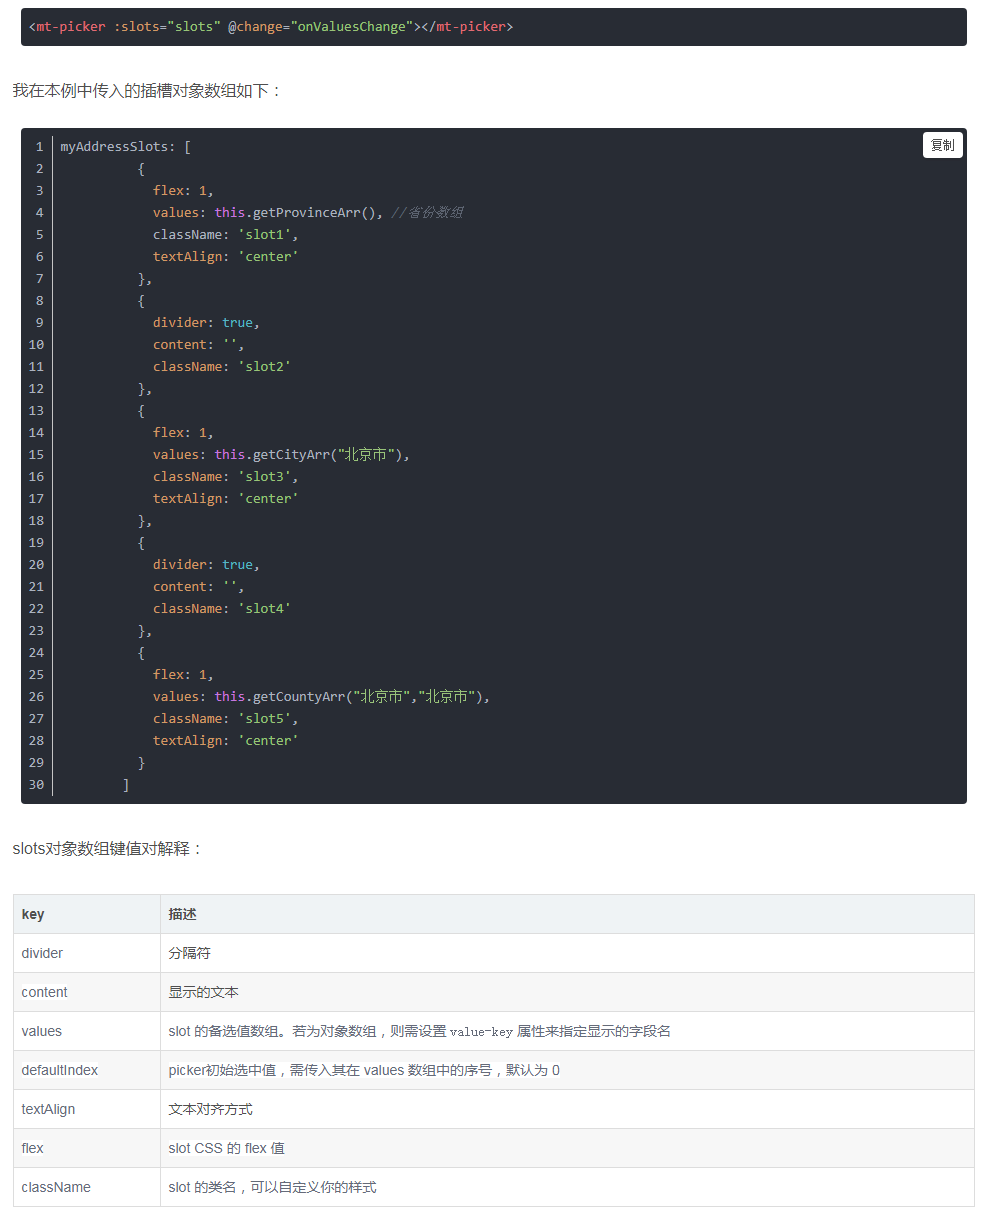 <mt-picker :slots="slots" @change="onValuesChange"></mt-picker>
我在本例中传入的插槽对象数组如下：
复制
1 myAddressSlots: [
2           {
3             flex: 1,
4             values: this.getProvinceArr(), //省份数组
5             className: 'slot1',
6             textAlign: 'center'
7           },
8           {
9             divider: true,
10             content: '',
11             className: 'slot2'
12           },
13           {
14             flex: 1,
15             values: this.getCityArr("北京市"),
16             className: 'slot3',
17             textAlign: 'center'
18           },
19           {
20             divider: true,
21             content: '',
22             className: 'slot4'
23           },
24           {
25             flex: 1,
26             values: this.getCountyArr("北京市","北京市"),
27             className: 'slot5',
28             textAlign: 'center'
29           }
30         ]
slots对象数组键值对解释：
key 描述
divider 分隔符
content 显示的文本
values slot 的备选值数组。若为对象数组，则需设置 value-key 属性来指定显示的字段名
defaultIndex picker初始选中值，需传入其在 values 数组中的序号，默认为 0
textAlign 文本对齐方式
flex slot CSS 的 flex 值
className slot 的类名，可以自定义你的样式